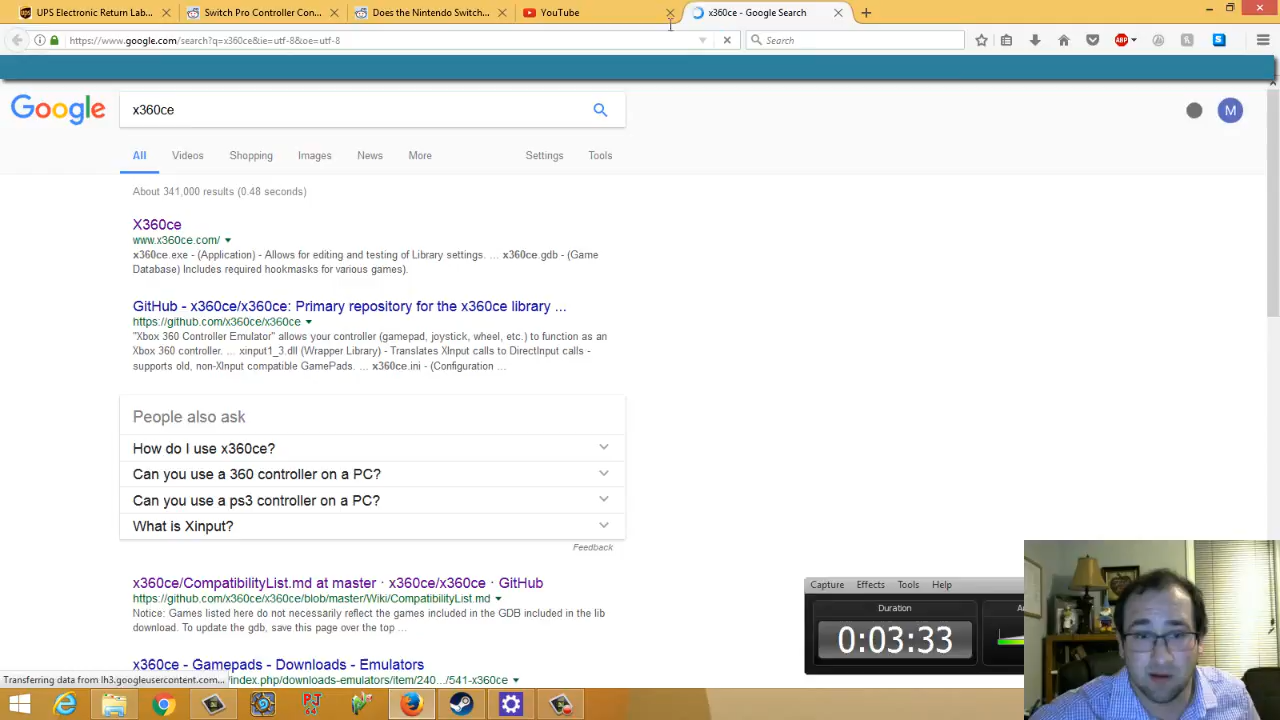 UPS Electronic Return Lab...
Switch Pro Controller Con...
Does the Nintendo Switch...
YouTube
x360ce - Google Search
https://www.google.com/search?q=x360ce&ie=utf-8&oe=utf-8
Search
ABP
S
Google
x360ce
M
All Videos Shopping Images News More Settings Tools
About 341,000 results (0.48 seconds)
X360ce
www.x360ce.com/
x360ce.exe - (Application) - Allows for editing and testing of Library settings. ... x360ce.gdb - (Game
Database) Includes required hookmasks for various games).
GitHub - x360ce/x360ce: Primary repository for the x360ce library ...
https://github.com/x360ce/x360ce
"Xbox 360 Controller Emulator" allows your controller (gamepad, joystick, wheel, etc.) to function as an
Xbox 360 controller. ... xinput1_3.dll (Wrapper Library) - Translates XInput calls to DirectInput calls -
supports old, non-XInput compatible GamePads. ... x360ce.ini - (Configuration ...
People also ask
How do I use x360ce?
Can you use a 360 controller on a PC?
Can you use a ps3 controller on a PC?
What is Xinput?
Feedback
x360ce/CompatibilityList.md at master · x360ce/x360ce · GitHub
https://github.com/x360ce/x360ce/blob/master/Wiki/CompatibilityList.md
Notice: Games listed here do not necessarily reflect the games included in the GDB included in the lib
download. To update the gdb, save this page over the top ...
x360ce - Gamepads - Downloads - Emulators
Transferring data from lh3.googleusercontent.com...
/index.php/downloads-emulators/item/240.../541-x360ce
Capture Effects Tools Help
Duration
0:03:33